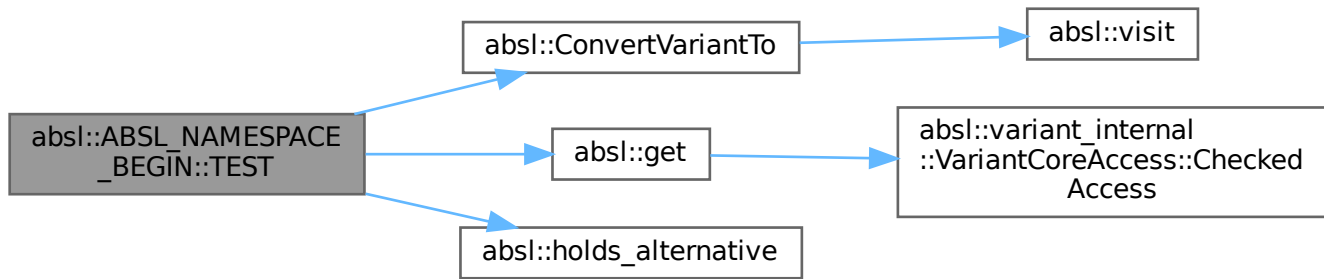 absl::ABSL_NAMESPACE
_BEGIN::TEST
absl::ConvertVariantTo
absl::visit
absl::get
absl::variant_internal
::VariantCoreAccess::Checked
Access
absl::holds_alternative